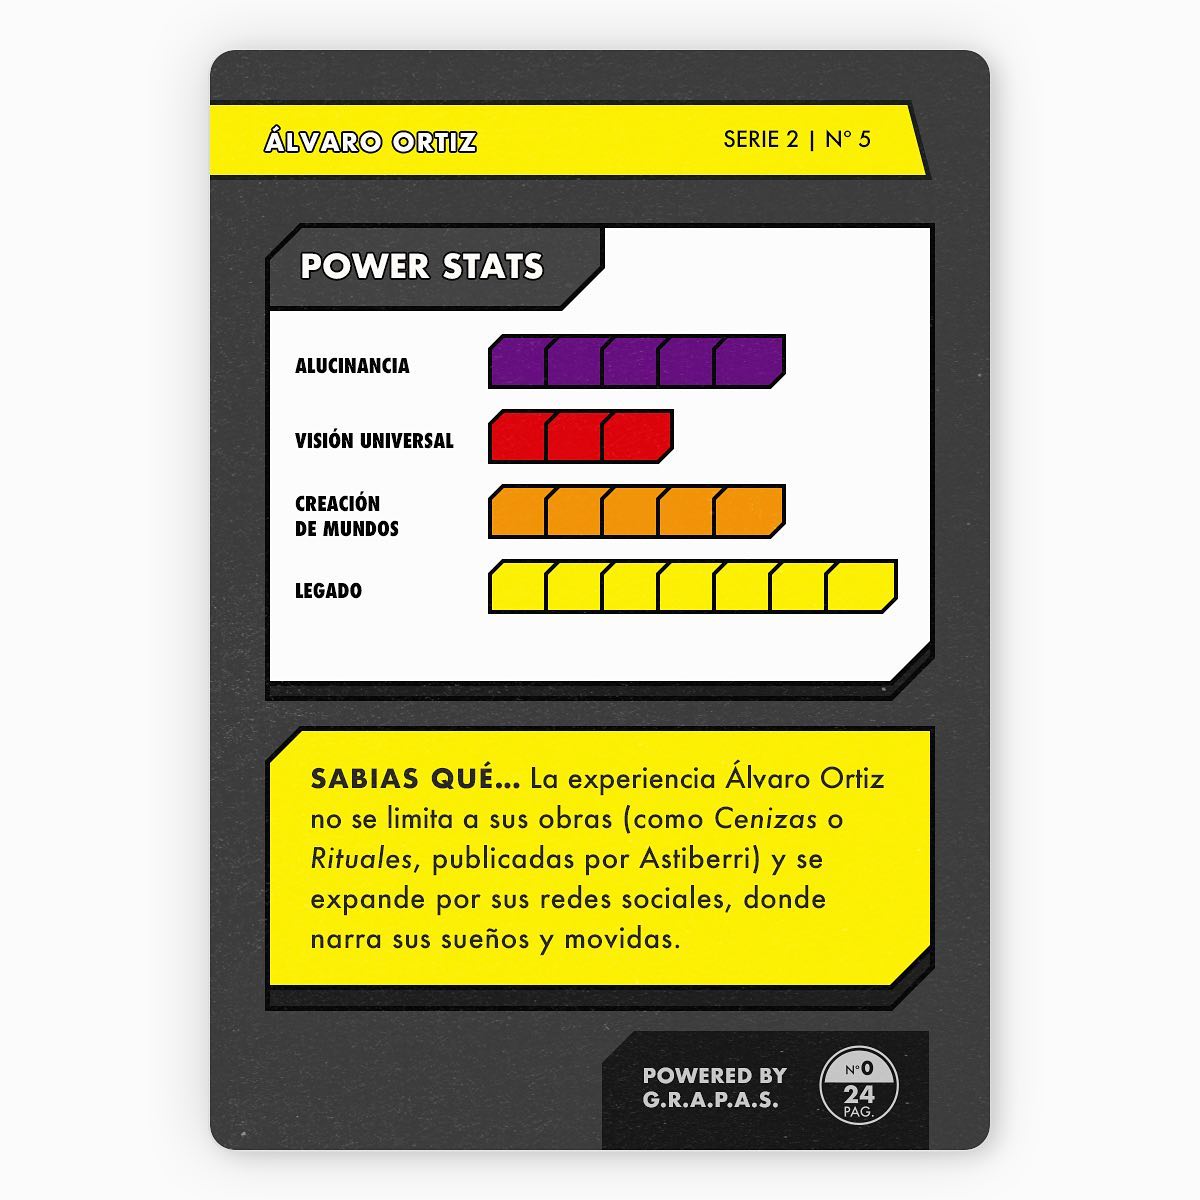 ÁLVARO ORTIZ
SERIE 2 | N° 5
POWER STATS
ALUCINANCIA
VISIÓN UNIVERSAL
CREACIÓN
DE MUNDOS
LEGADO
SABIAS QUÉ... La experiencia Álvaro Ortiz
no se limita a sus obras (como Cenizas o
Rituales, publicadas por Astiberri) y se
expande por sus redes sociales, donde
narra sus sueños y movidas.
POWERED BY
G.R.A.P.A.S.
N°0
24
PAG.